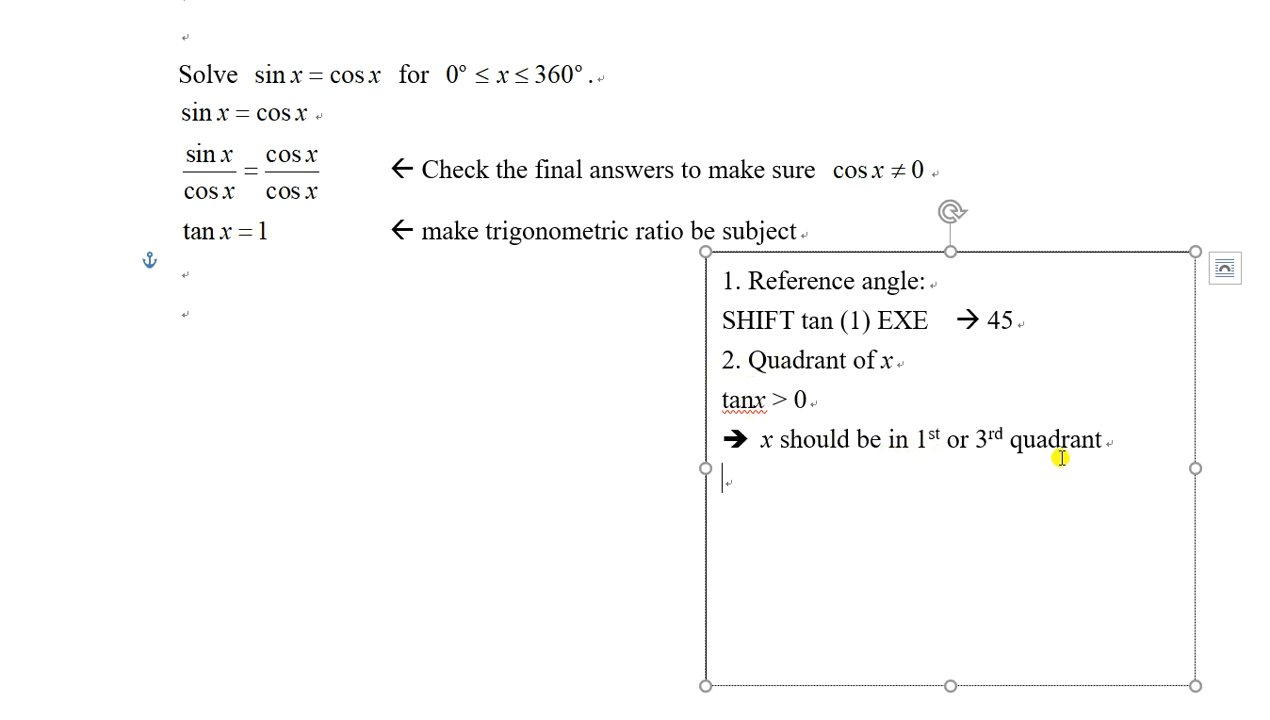 Solve sin x = cos x for 0° ≤ x ≤ 360° .
sin x = cos x
sin x / cos x = cos x / cos x ← Check the final answers to make sure cos x ≠ 0
tan x = 1 ← make trigonometric ratio be subject
1. Reference angle:
SHIFT tan (1) EXE → 45
2. Quadrant of x
tanx > 0
➔ x should be in 1st or 3rd quadrant